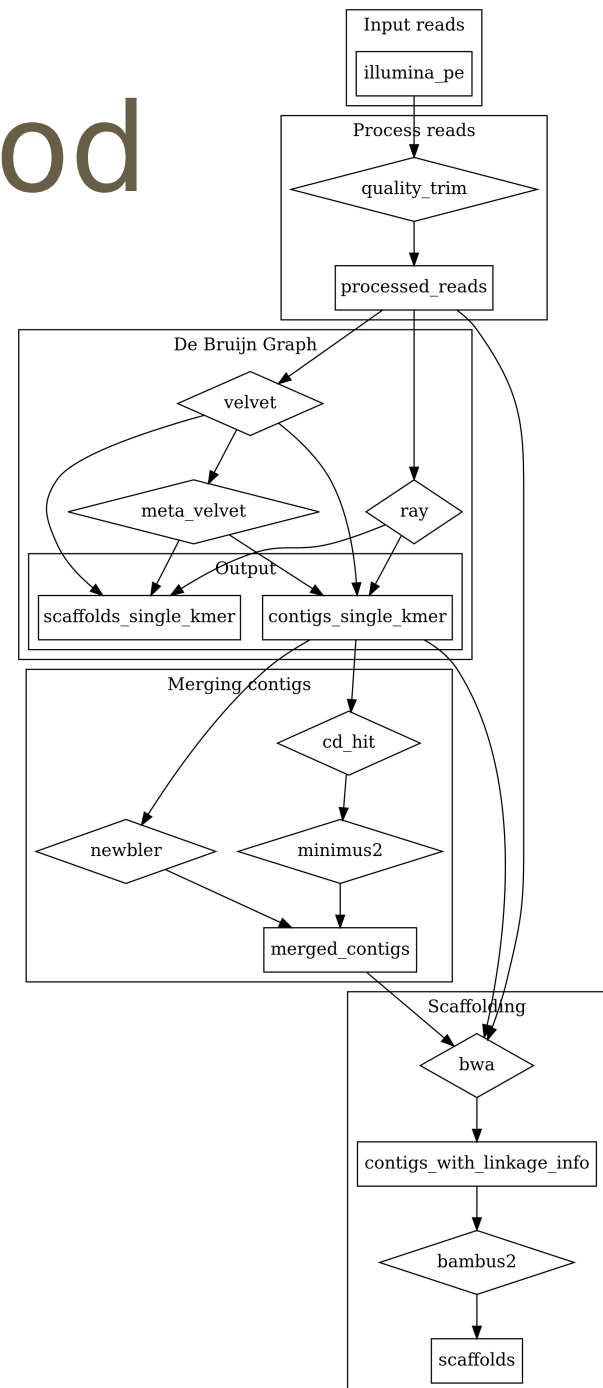 od
Input reads
illumina_pe
Process reads
quality_trim
processed_reads
De Bruijn Graph
velvet
meta_velvet
ray
Output
scaffolds_single_kmer
contigs_single_kmer
Merging contigs
cd_hit
newbler
minimus2
merged_contigs
Scaffolding
bwa
contigs_with_linkage_info
bambus2
scaffolds